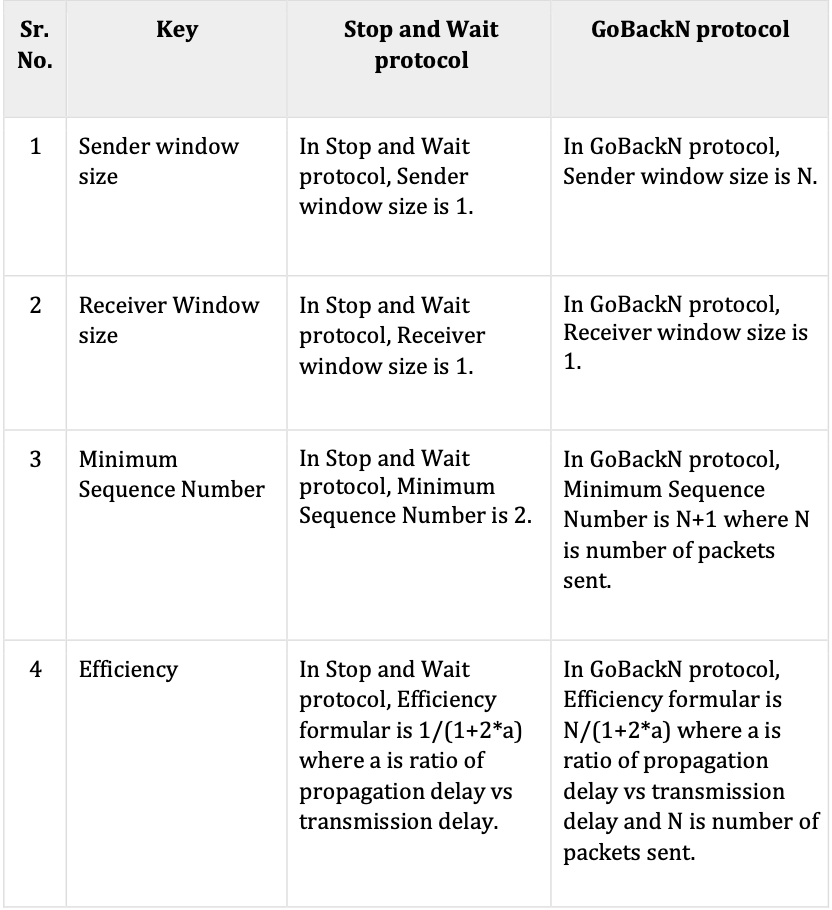 Sr. No.
Key
Stop and Wait
protocol
GoBackN protocol
1
Sender window
size
In Stop and Wait
protocol, Sender
window size is 1.
In GoBackN protocol,
Sender window size is N.
2
Receiver Window
size
In Stop and Wait
protocol, Receiver
window size is 1.
In GoBackN protocol,
Receiver window size is
1.
3
Minimum
Sequence Number
In Stop and Wait
protocol, Minimum
Sequence Number is 2.
In GoBackN protocol,
Minimum Sequence
Number is N+1 where N
is number of packets
sent.
4
Efficiency
In Stop and Wait
protocol, Efficiency
formular is 1/(1+2*a)
where a is ratio of
propagation delay vs
transmission delay.
In GoBackN protocol,
Efficiency formular is
N/(1+2*a) where a is
ratio of propagation
delay vs transmission
delay and N is number of
packets sent.